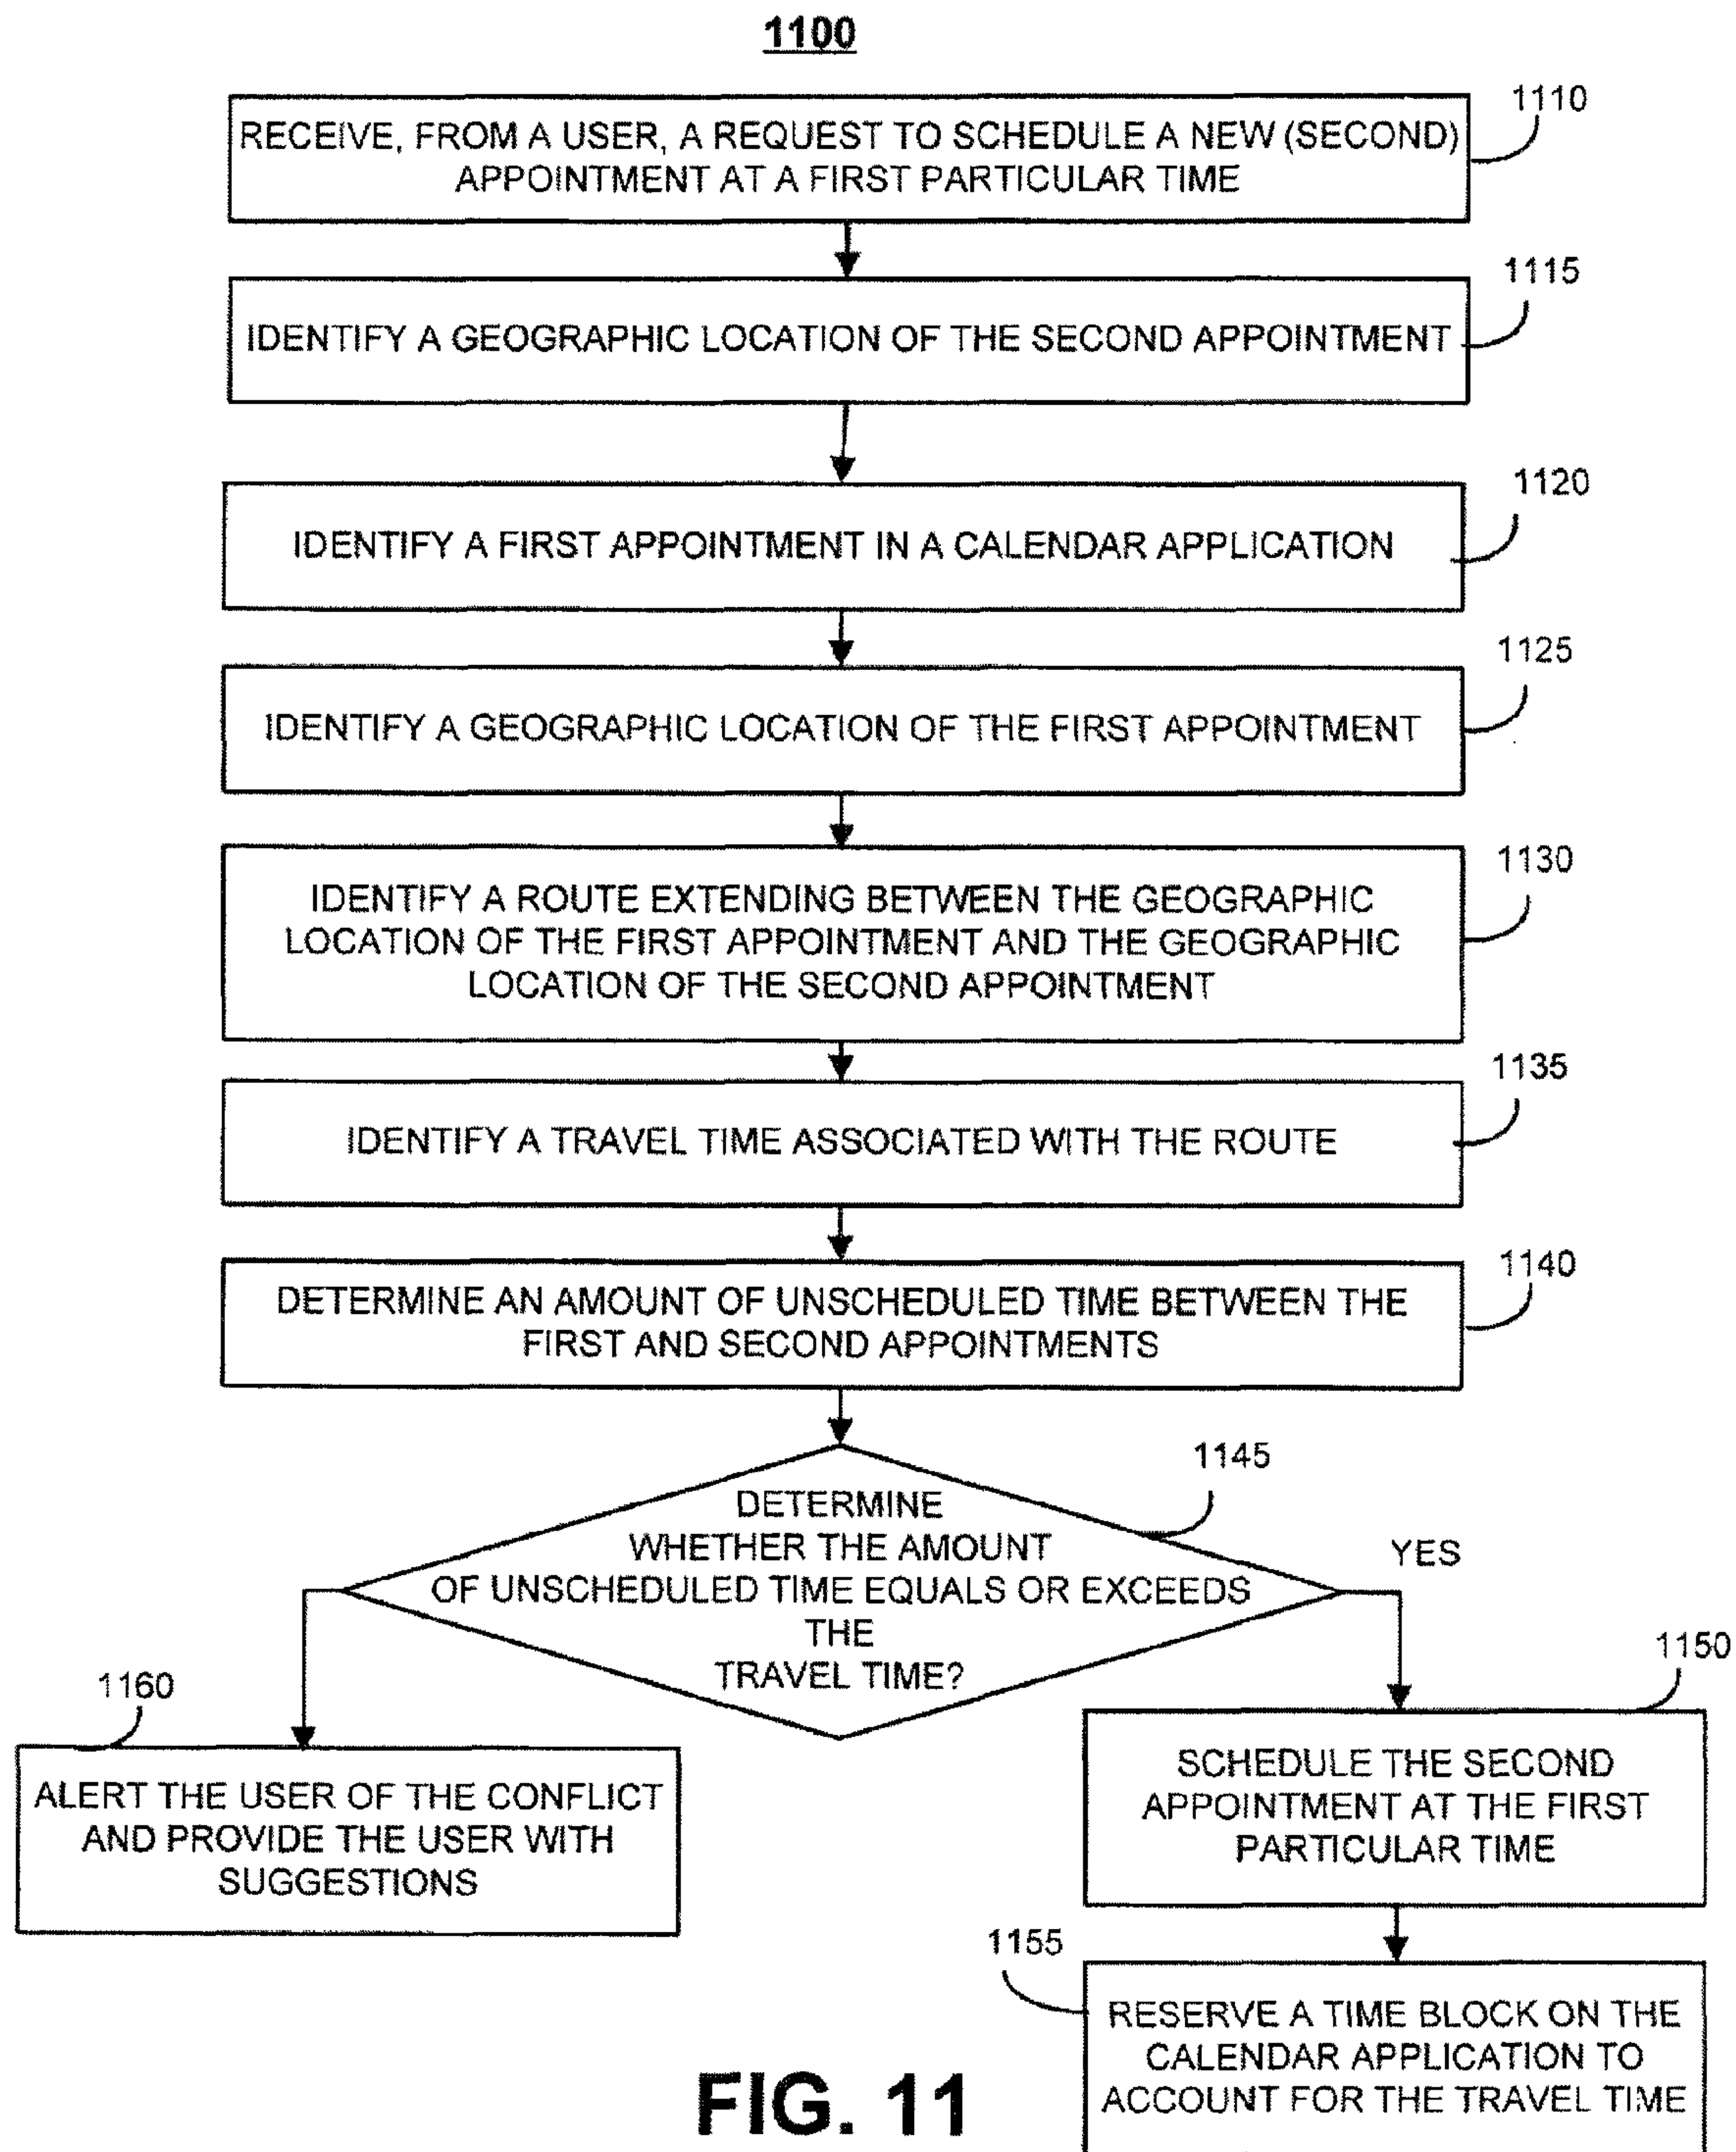 1100
1110
RECEIVE, FROM A USER, A REQUEST TO SCHEDULE A NEW (SECOND)
APPOINTMENT AT A FIRST PARTICULAR TIME
1115
IDENTIFY A GEOGRAPHIC LOCATION OF THE SECOND APPOINTMENT
1120
IDENTIFY A FIRST APPOINTMENT IN A CALENDAR APPLICATION
1125
IDENTIFY A GEOGRAPHIC LOCATION OF THE FIRST APPOINTMENT
1130
IDENTIFY A ROUTE EXTENDING BETWEEN THE GEOGRAPHIC
LOCATION OF THE FIRST APPOINTMENT AND THE GEOGRAPHIC
LOCATION OF THE SECOND APPOINTMENT
1135
IDENTIFY A TRAVEL TIME ASSOCIATED WITH THE ROUTE
1140
DETERMINE AN AMOUNT OF UNSCHEDULED TIME BETWEEN THE
FIRST AND SECOND APPOINTMENTS
1145
DETERMINE
WHETHER THE AMOUNT
OF UNSCHEDULED TIME EQUALS OR EXCEEDS
THE
TRAVEL TIME?
YES
1160
ALERT THE USER OF THE CONFLICT
AND PROVIDE THE USER WITH
SUGGESTIONS
1150
SCHEDULE THE SECOND
APPOINTMENT AT THE FIRST
PARTICULAR TIME
1155
RESERVE A TIME BLOCK ON THE
CALENDAR APPLICATION TO
ACCOUNT FOR THE TRAVEL TIME
FIG. 11